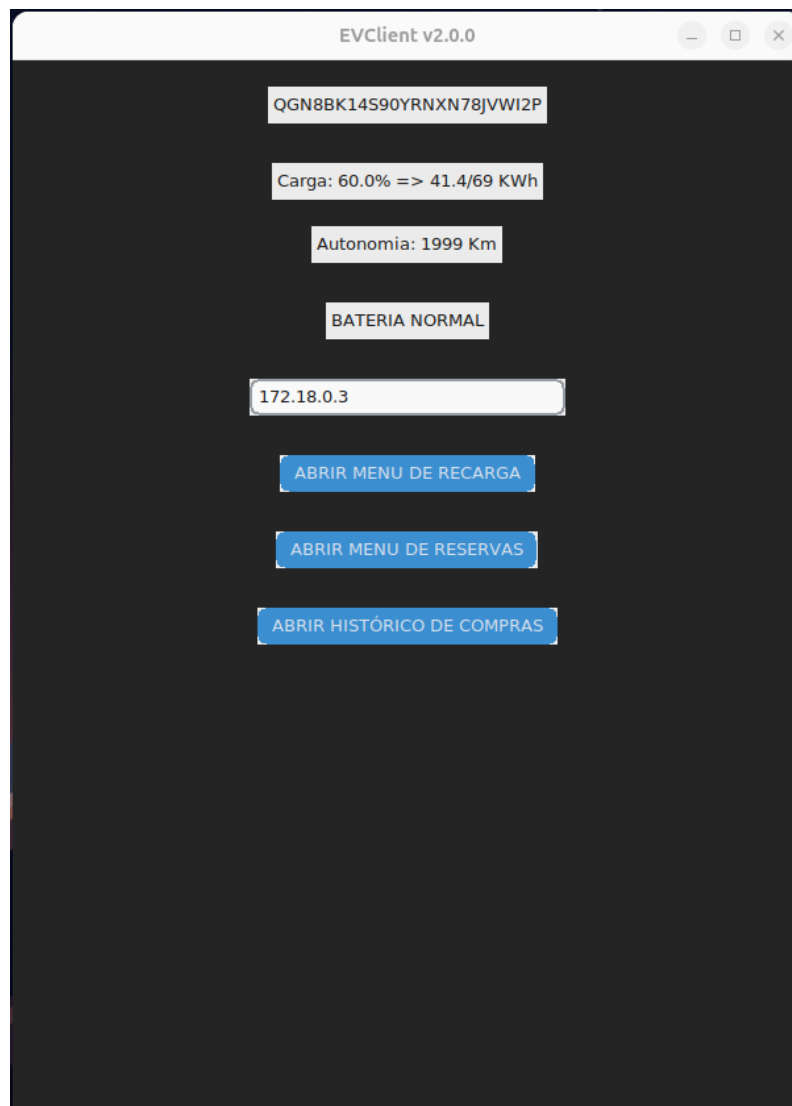 EVClient v2.0.0
QGN8BK14S90YRNXN78JVWI2P
Carga: 60.0% => 41.4/69 KWh
Autonomia: 1999 Km
BATERIA NORMAL
172.18.0.3
ABRIR MENU DE RECARGA
ABRIR MENU DE RESERVAS
ABRIR HISTÓRICO DE COMPRAS